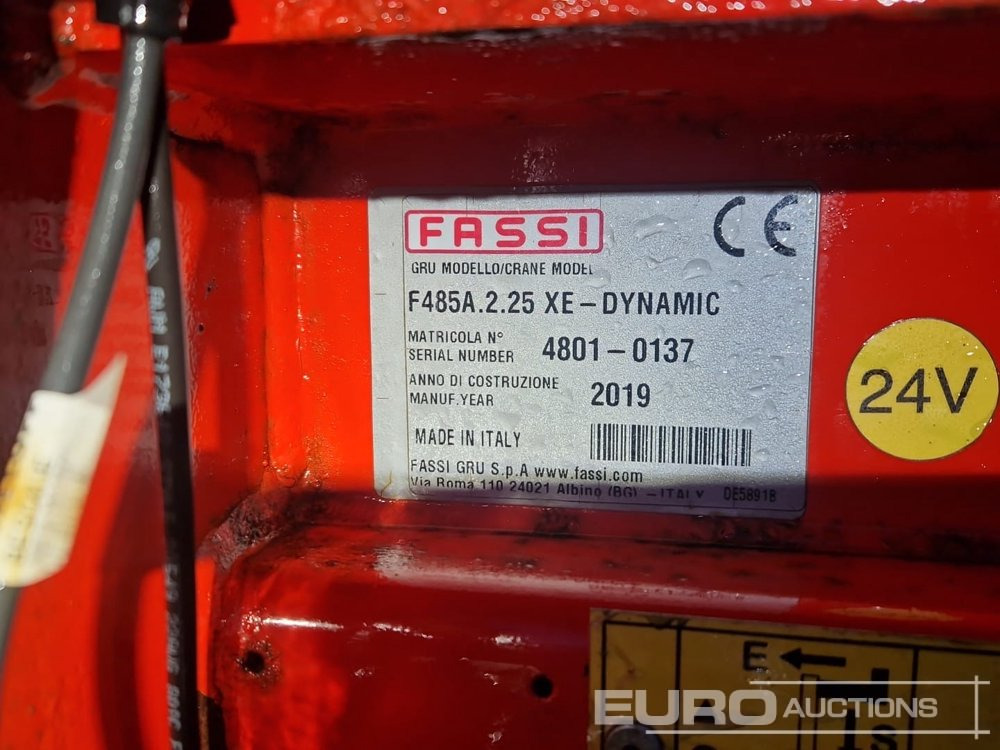 FASSI
CE
GRU MODELLO/CRANE MODEL
F485A.2.25 XE-DYNAMIC
MATRICOLA N°
SERIAL NUMBER 4801-0137
ANNO DI COSTRUZIONE
MANUF.YEAR 2019
MADE IN ITALY
FASSI GRU S.p.A www.fassi.com
Via Roma 110 24021 Albino (BG) - ITALY DE5891B
24V
E
EURO AUCTIONS